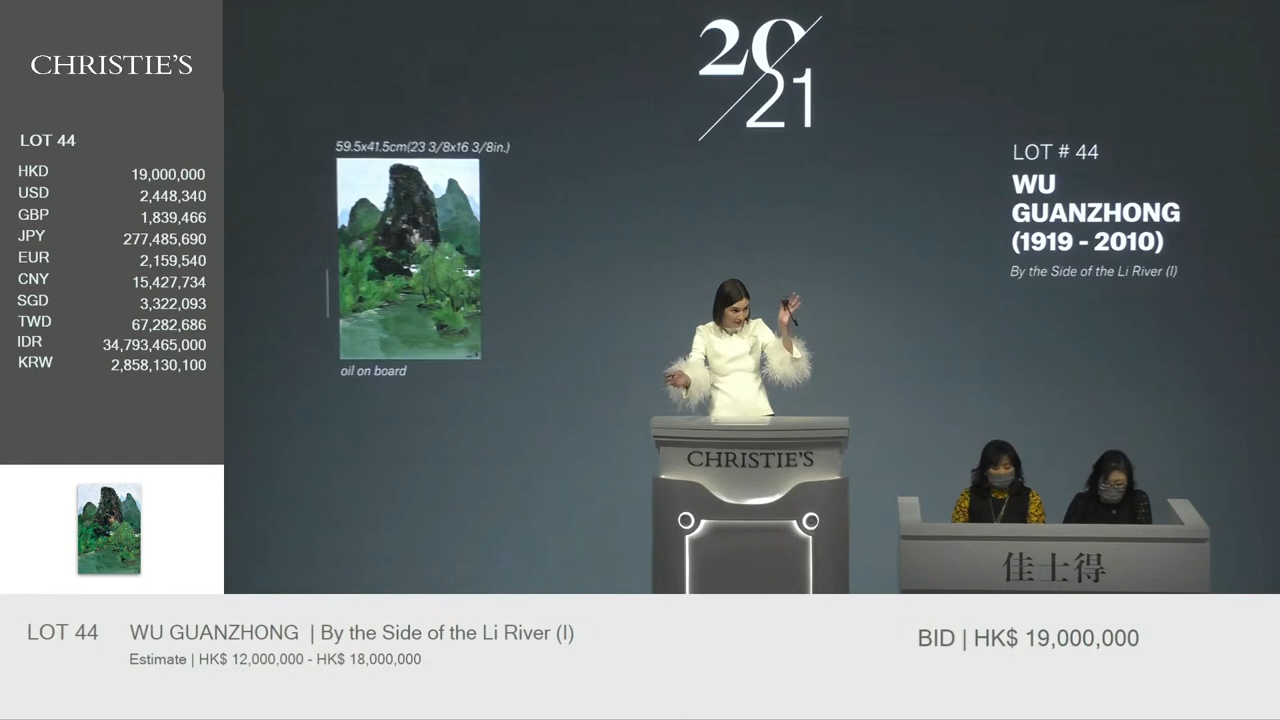 CHRISTIE'S
LOT 44
HKD 19,000,000
USD 2,448,340
GBP 1,839,466
JPY 277,485,690
EUR 2,159,540
CNY 15,427,734
SGD 3,322,093
TWD 67,282,686
IDR 34,793,465,000
KRW 2,858,130,100
20/21
59.5x41.5cm(23 3/8x16 3/8in.)
oil on board
LOT # 44
WU
GUANZHONG
(1919 - 2010)
By the Side of the Li River (I)
CHRISTIE'S
佳士得
LOT 44 WU GUANZHONG | By the Side of the Li River (I)
Estimate | HK$ 12,000,000 - HK$ 18,000,000
BID | HK$ 19,000,000